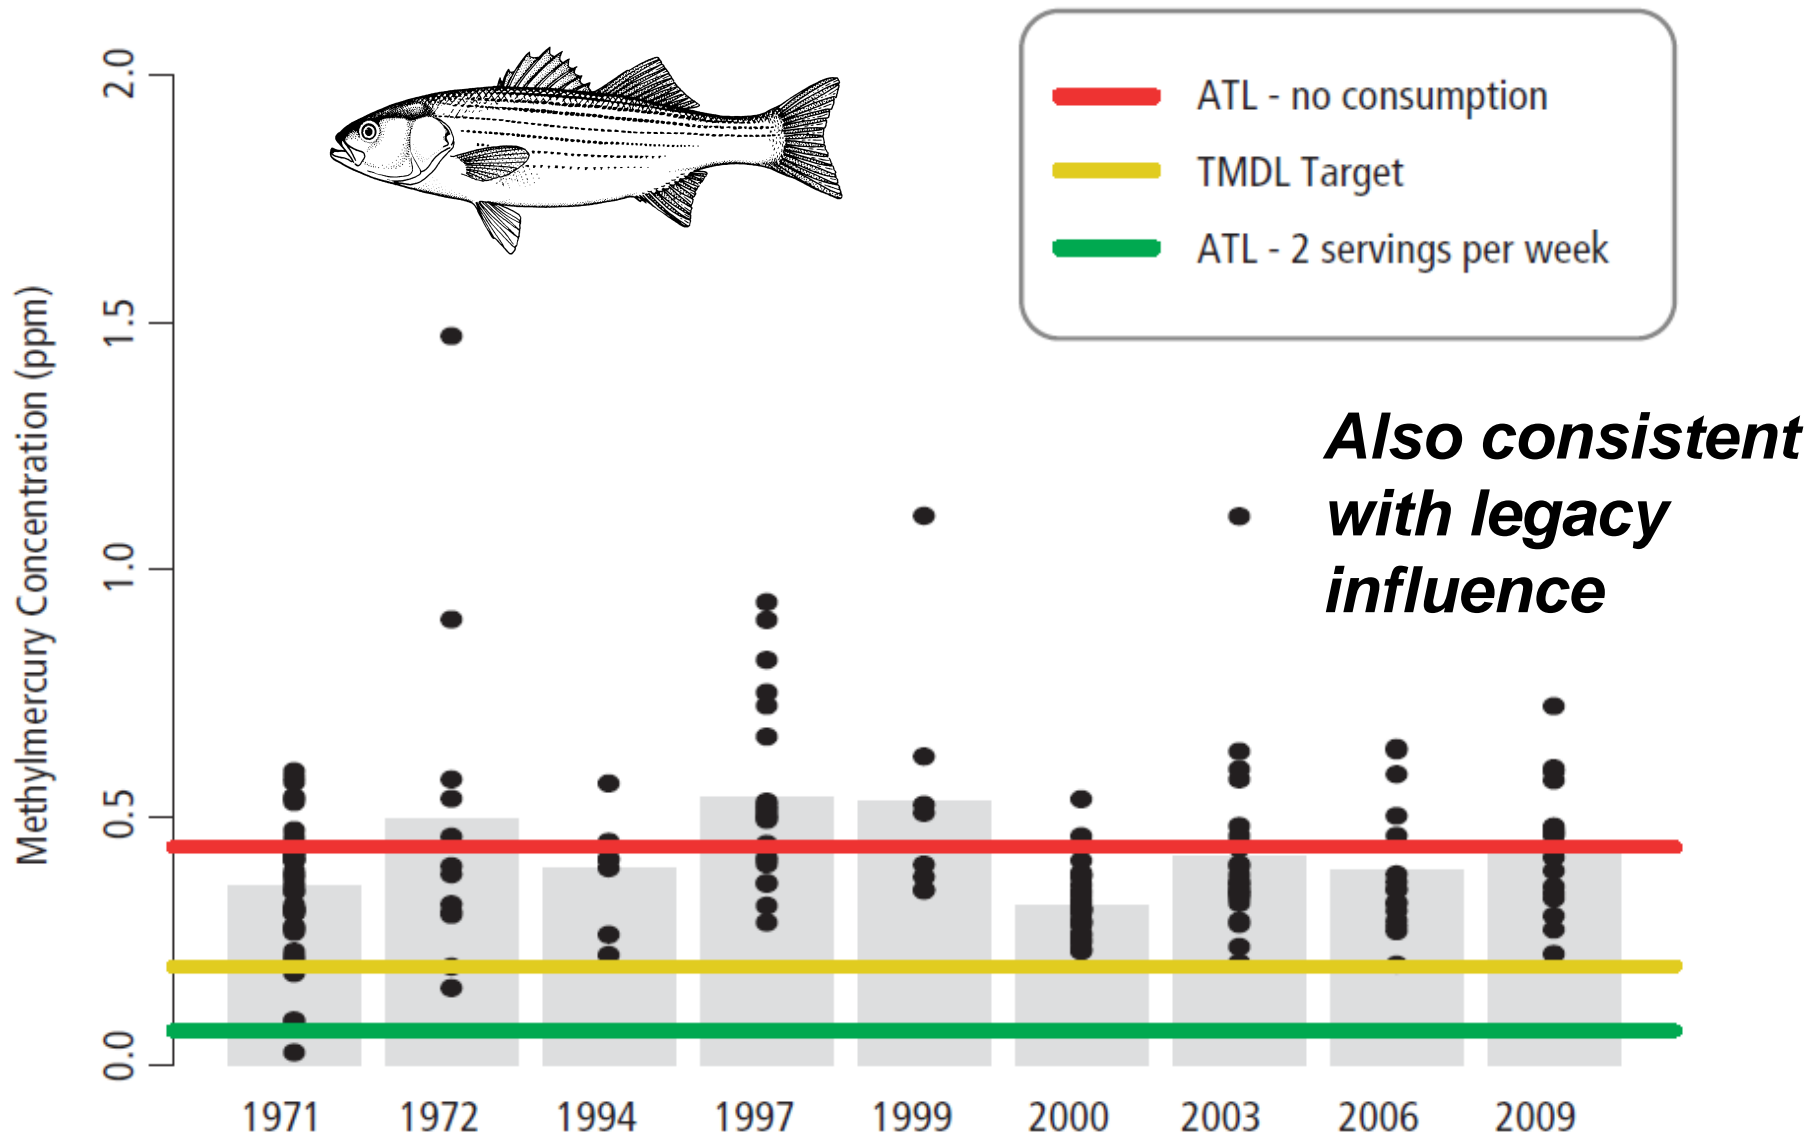 2.0
1.5
1.0
0.5
0.0
Methylmercury Concentration (ppm)
ATL - no consumption
TMDL Target
ATL - 2 servings per week
Also consistent
with legacy
influence
1971 1972 1994 1997 1999 2000 2003 2006 2009